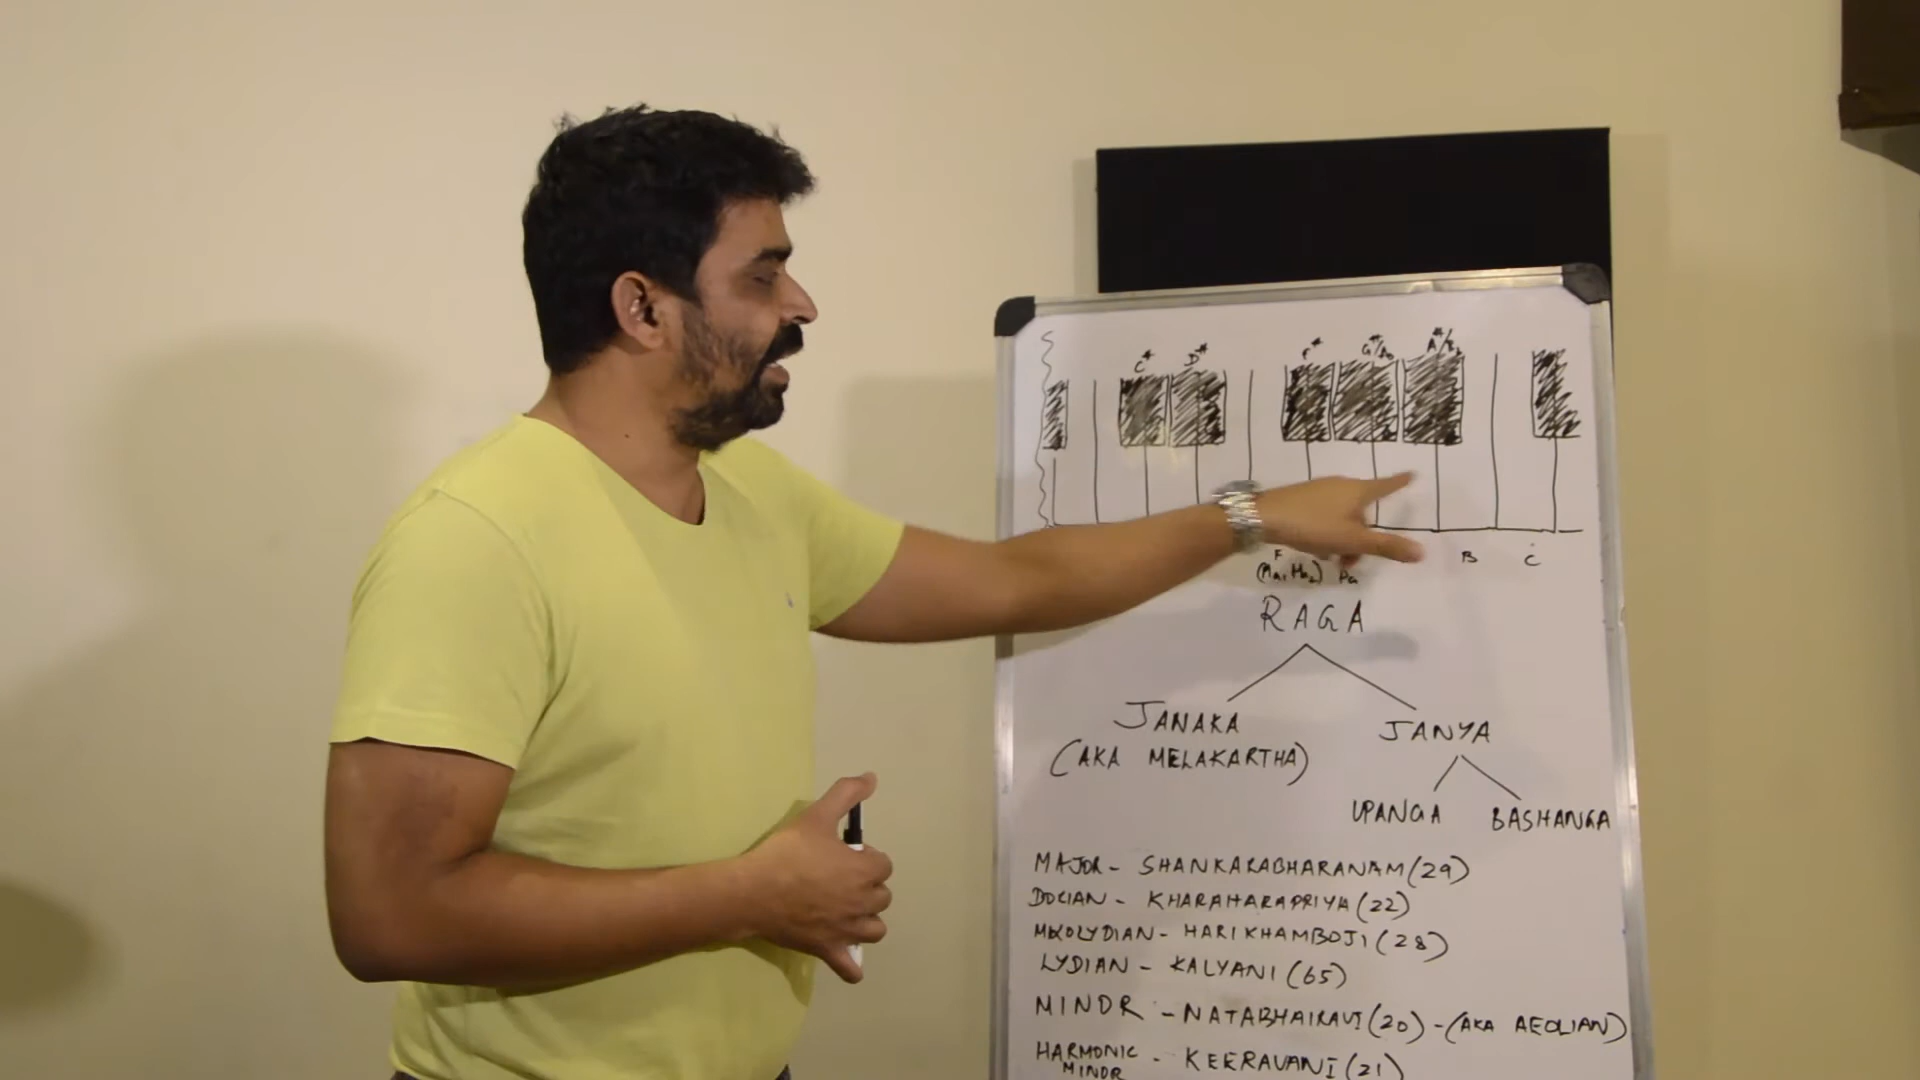 C# D# F# G#/Ab A#/Bb
F B Ċ
(Ma1, Ma2) Pa
RAGA
JANAKA JANYA
(AKA MELAKARTHA)
UPANGA BASHANGA
MAJOR - SHANKARABHARANAM (29)
DORIAN - KHARAHARAPRIYA (22)
MIXOLYDIAN - HARIKHAMBOJI (28)
LYDIAN - KALYANI (65)
MINOR - NATABHAIRAVI (20) - (AKA AEOLIAN)
HARMONIC MINOR - KEERAVANI (21)